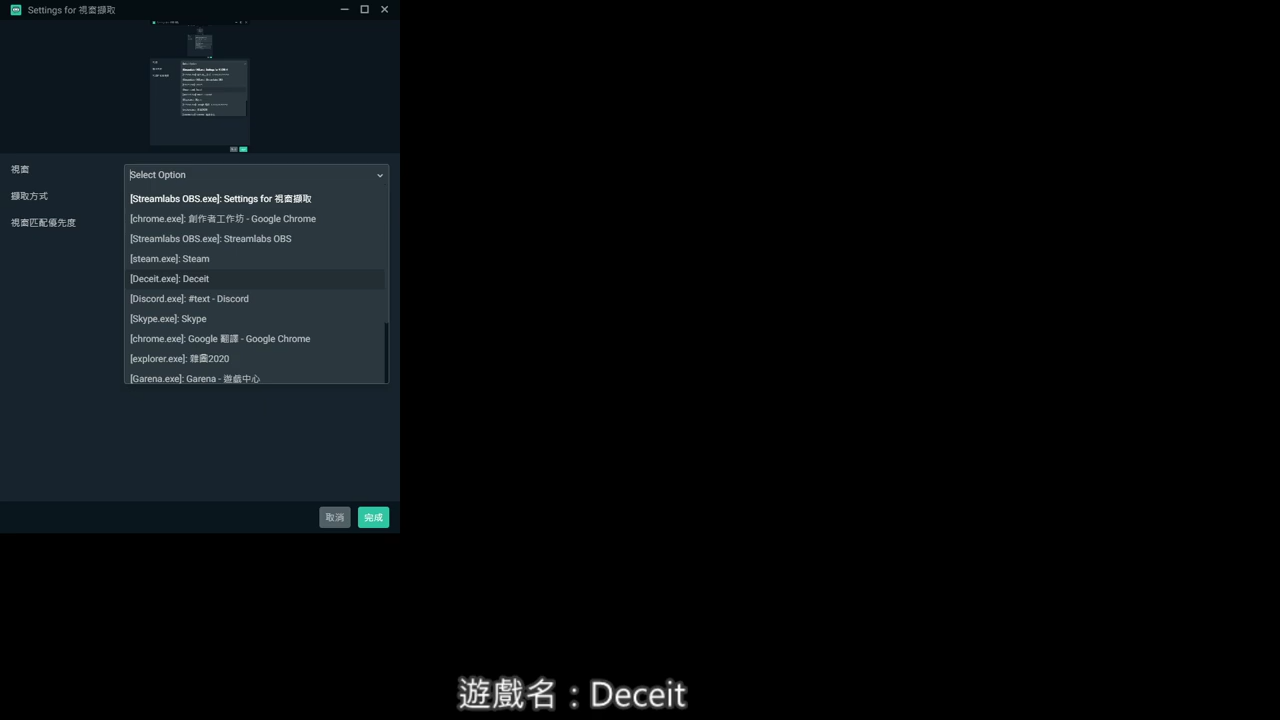 Settings for 視窗擷取
視窗
Select Option
擷取方式
視窗匹配優先度
[Streamlabs OBS.exe]: Settings for 視窗擷取
[chrome.exe]: 創作者工作坊 - Google Chrome
[Streamlabs OBS.exe]: Streamlabs OBS
[steam.exe]: Steam
[Deceit.exe]: Deceit
[Discord.exe]: #text - Discord
[Skype.exe]: Skype
[chrome.exe]: Google 翻譯 - Google Chrome
[explorer.exe]: 雜圖2020
[Garena.exe]: Garena - 遊戲中心
取消
完成
遊戲名：Deceit